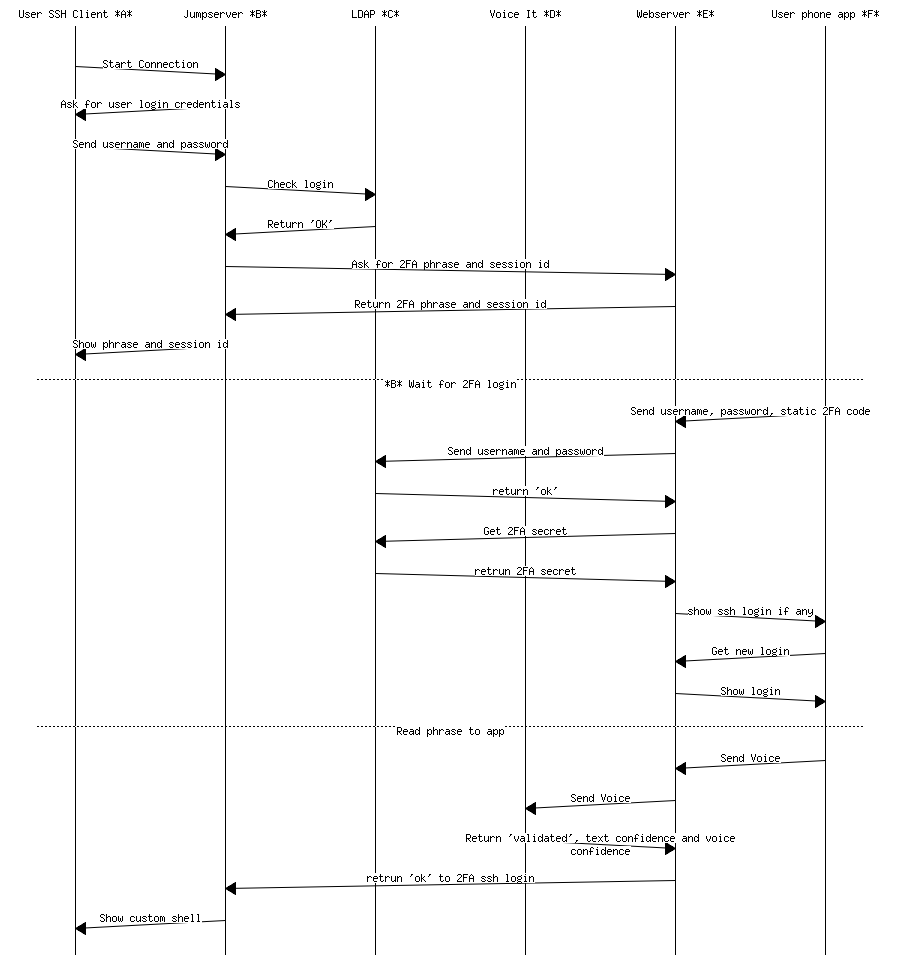 User SSH Client *A* Jumpserver *B* LDAP *C* Voice It *D* Webserver *E* User phone app *F*
Start Connection
Ask for user login credentials
Send username and password
Check login
Return 'OK'
Ask for 2FA phrase and session id
Return 2FA phrase and session id
Show phrase and session id
*B* Wait for 2FA login
Send username, password, static 2FA code
Send username and password
return 'ok'
Get 2FA secret
retrun 2FA secret
show ssh login if any
Get new login
Show login
Read phrase to app
Send Voice
Send Voice
Return 'validated', text confidence and voice
confidence
retrun 'ok' to 2FA ssh login
Show custom shell